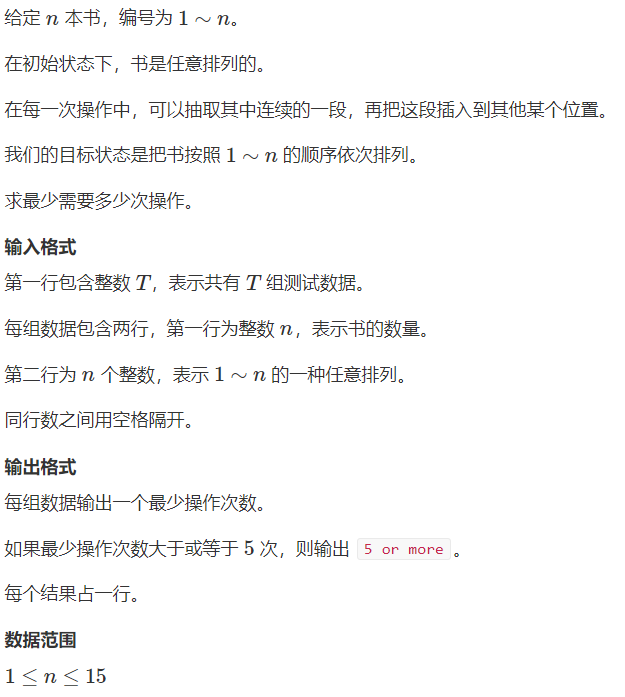 给定 n 本书，编号为 1 ∼ n。
在初始状态下，书是任意排列的。
在每一次操作中，可以抽取其中连续的一段，再把这段插入到其他某个位置。
我们的目标状态是把书按照 1 ∼ n 的顺序依次排列。
求最少需要多少次操作。
输入格式
第一行包含整数 T，表示共有 T 组测试数据。
每组数据包含两行，第一行为整数 n，表示书的数量。
第二行为 n 个整数，表示 1 ∼ n 的一种任意排列。
同行数之间用空格隔开。
输出格式
每组数据输出一个最少操作次数。
如果最少操作次数大于或等于 5 次，则输出 5 or more 。
每个结果占一行。
数据范围
1 ≤ n ≤ 15